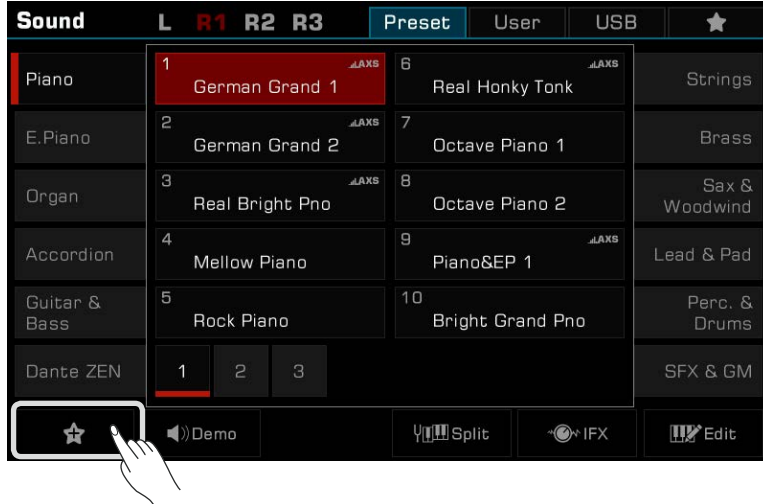 Sound L R1 R2 R3 Preset User USB
Piano
E.Piano
Organ
Accordion
Guitar &
Bass
Dante ZEN
1 AXS
German Grand 1
2 AXS
German Grand 2
3 AXS
Real Bright Pno
4
Mellow Piano
5
Rock Piano
6 AXS
Real Honky Tonk
7
Octave Piano 1
8
Octave Piano 2
9 AXS
Piano&EP 1
10
Bright Grand Pno
1 2 3
Strings
Brass
Sax &
Woodwind
Lead & Pad
Perc. &
Drums
SFX & GM
Demo Split IFX Edit